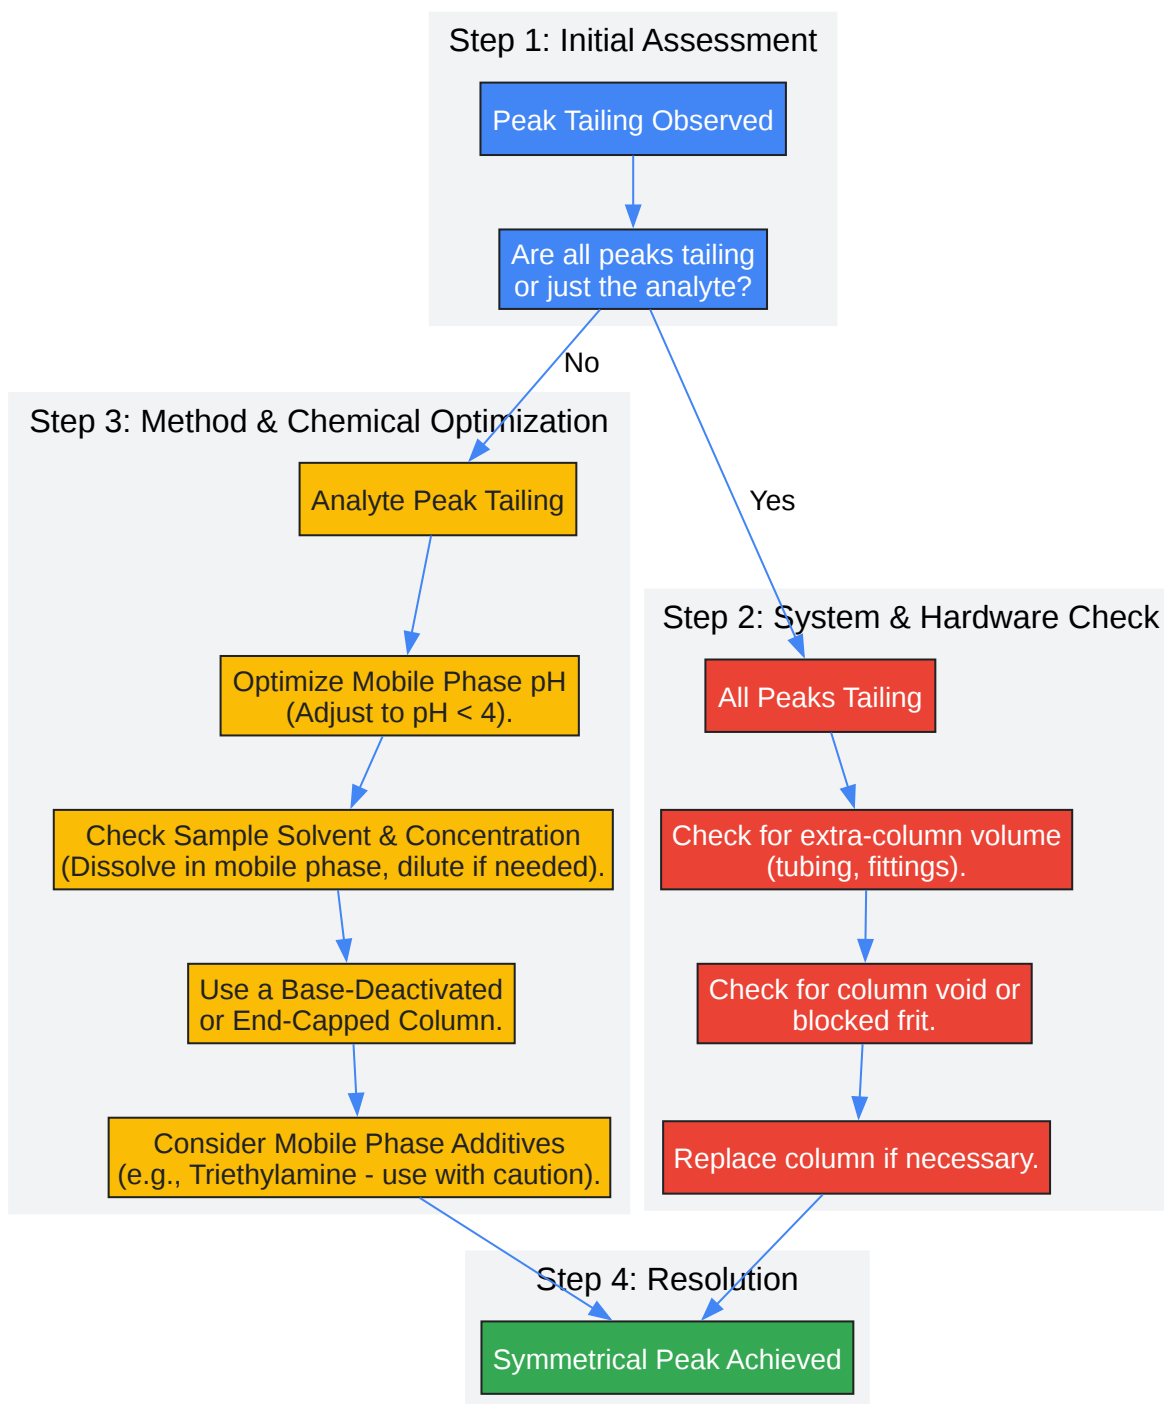 Step 1: Initial Assessment
Peak Tailing Observed
Are all peaks tailing
or just the analyte?
No
Yes
Step 3: Method & Chemical Optimization
Analyte Peak Tailing
Optimize Mobile Phase pH
(Adjust to pH < 4).
Check Sample Solvent & Concentration
(Dissolve in mobile phase, dilute if needed).
Use a Base-Deactivated
or End-Capped Column.
Consider Mobile Phase Additives
(e.g., Triethylamine - use with caution).
Step 2: System & Hardware Check
All Peaks Tailing
Check for extra-column volume
(tubing, fittings).
Check for column void or
blocked frit.
Replace column if necessary.
Step 4: Resolution
Symmetrical Peak Achieved